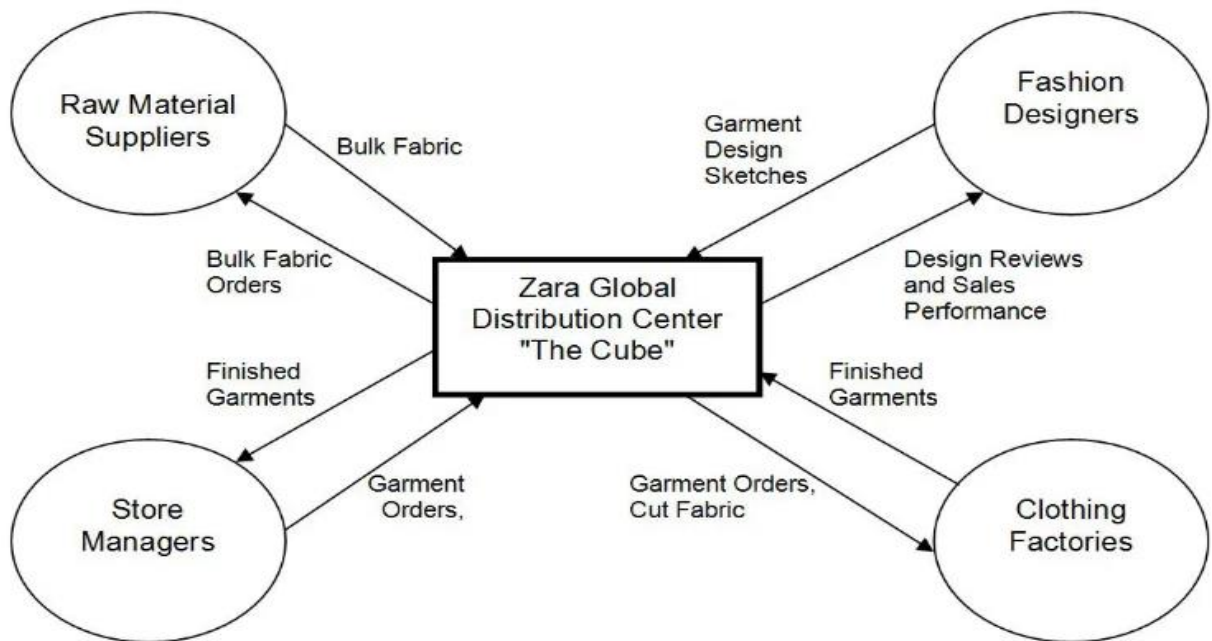 Raw Material
Suppliers
Bulk Fabric
Garment
Design
Sketches
Fashion
Designers
Bulk Fabric
Orders
Zara Global
Distribution Center
"The Cube"
Design Reviews
and Sales
Performance
Finished
Garments
Finished
Garments
Store
Managers
Garment
Orders,
Garment Orders,
Cut Fabric
Clothing
Factories